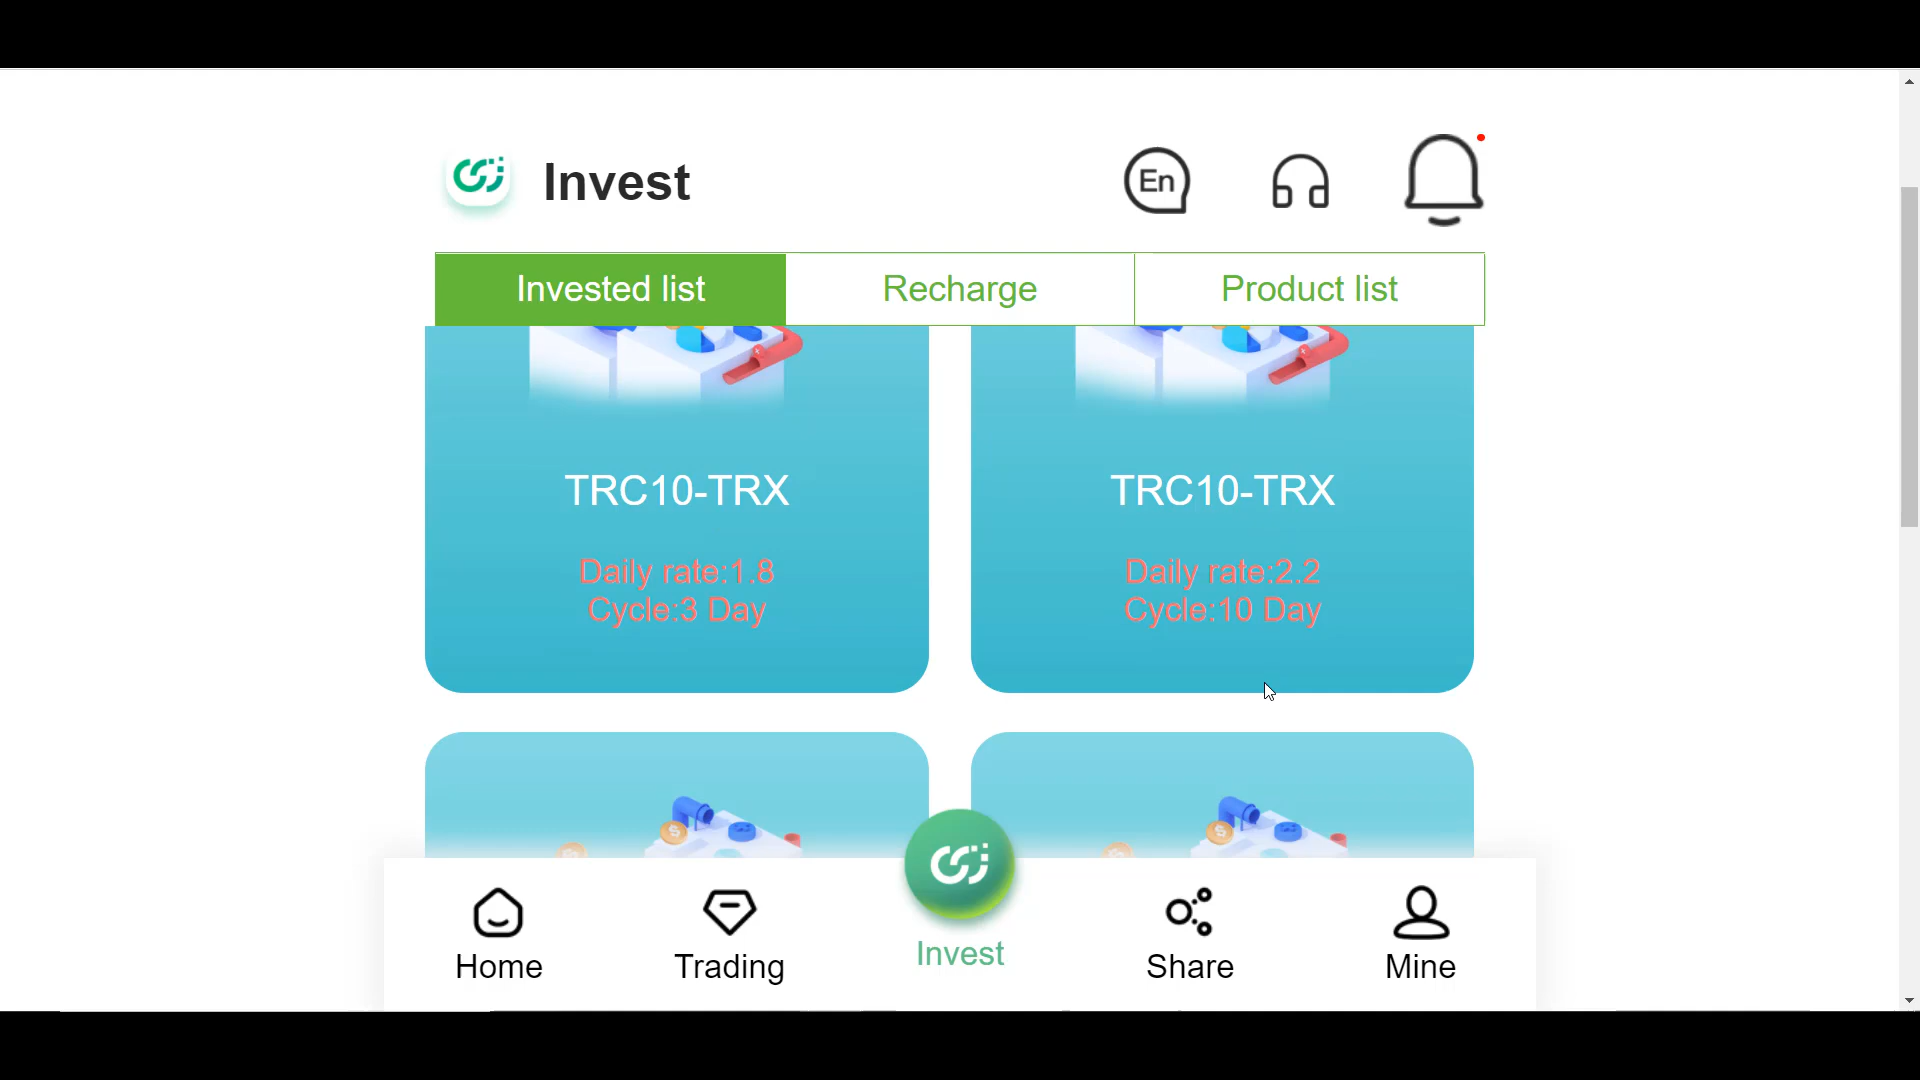 Invest
En
Invested list
Recharge
Product list
TRC10-TRX
Daily rate:1.8
Cycle:3 Day
TRC10-TRX
Daily rate:2.2
Cycle:10 Day
Home
Trading
Invest
Share
Mine